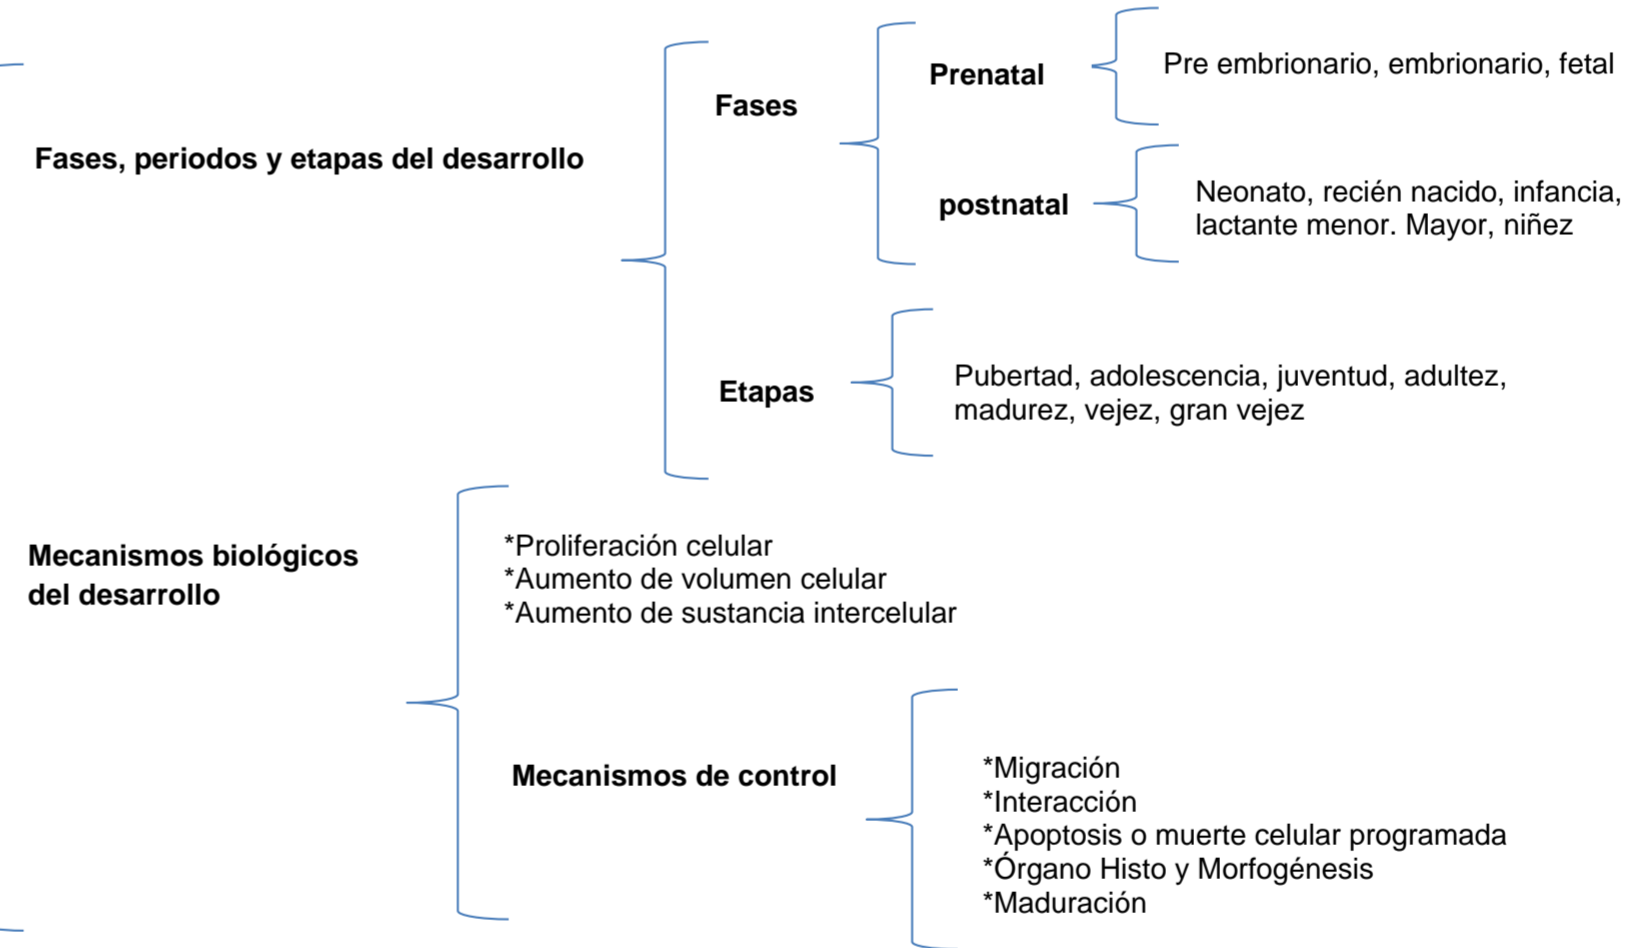 Fases, periodos y etapas del desarrollo
Fases
Prenatal
Pre embrionario, embrionario, fetal
postnatal
Neonato, recién nacido, infancia,
lactante menor. Mayor, niñez
Etapas
Pubertad, adolescencia, juventud, adultez,
madurez, vejez, gran vejez
Mecanismos biológicos
del desarrollo
*Proliferación celular
*Aumento de volumen celular
*Aumento de sustancia intercelular
Mecanismos de control
*Migración
*Interacción
*Apoptosis o muerte celular programada
*Órgano Histo y Morfogénesis
*Maduración